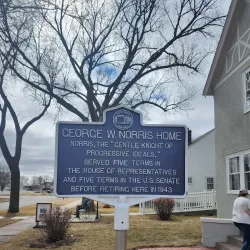 GEORGE W. NORRIS HOME
NORRIS, THE "GENTLE KNIGHT OF
PROGRESSIVE IDEALS,"
SERVED FIVE TERMS IN
THE HOUSE OF REPRESENTATIVES
AND FIVE TERMS IN THE U.S. SENATE
BEFORE RETIRING HERE IN 1943